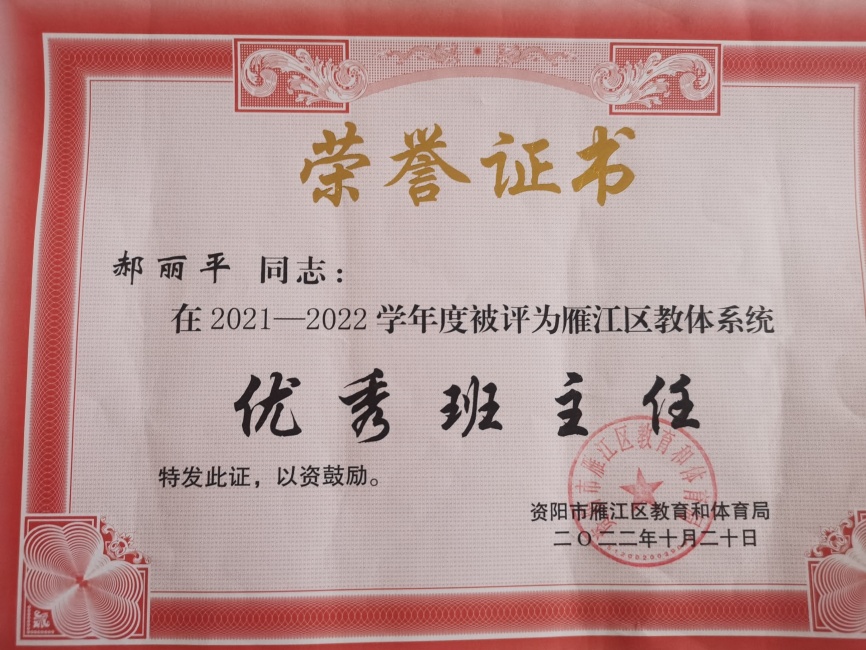 荣誉证书
郝丽平 同志：
在2021—2022学年度被评为雁江区教体系统
优秀班主任
特发此证，以资鼓励。
资阳市雁江区教育和体育局
二〇二二年十月二十日